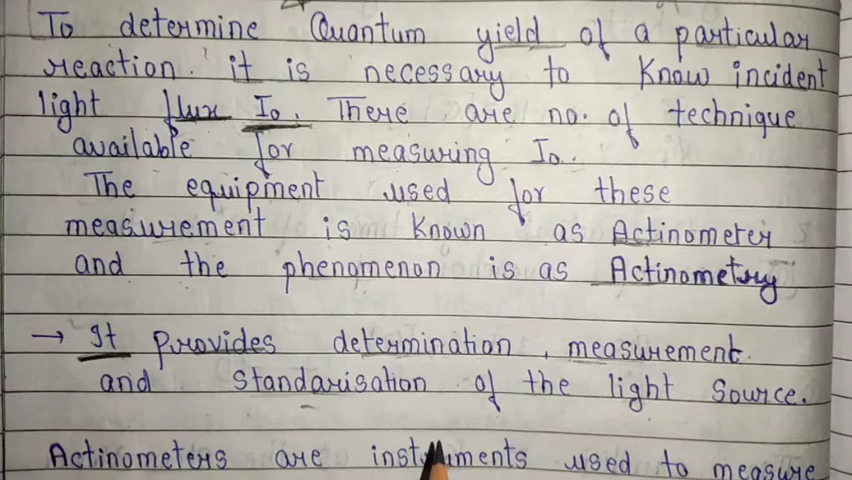 To determine Quantum yield of a particular
reaction. it is necessary to know incident
light flux Io. There are no. of technique
available for measuring Io.
The equipment used for these
measurement is known as Actinometer
and the phenomenon is as Actinometry
→ It provides determination, measurement
and standarisation of the light source.
Actinometers are instruments used to measure